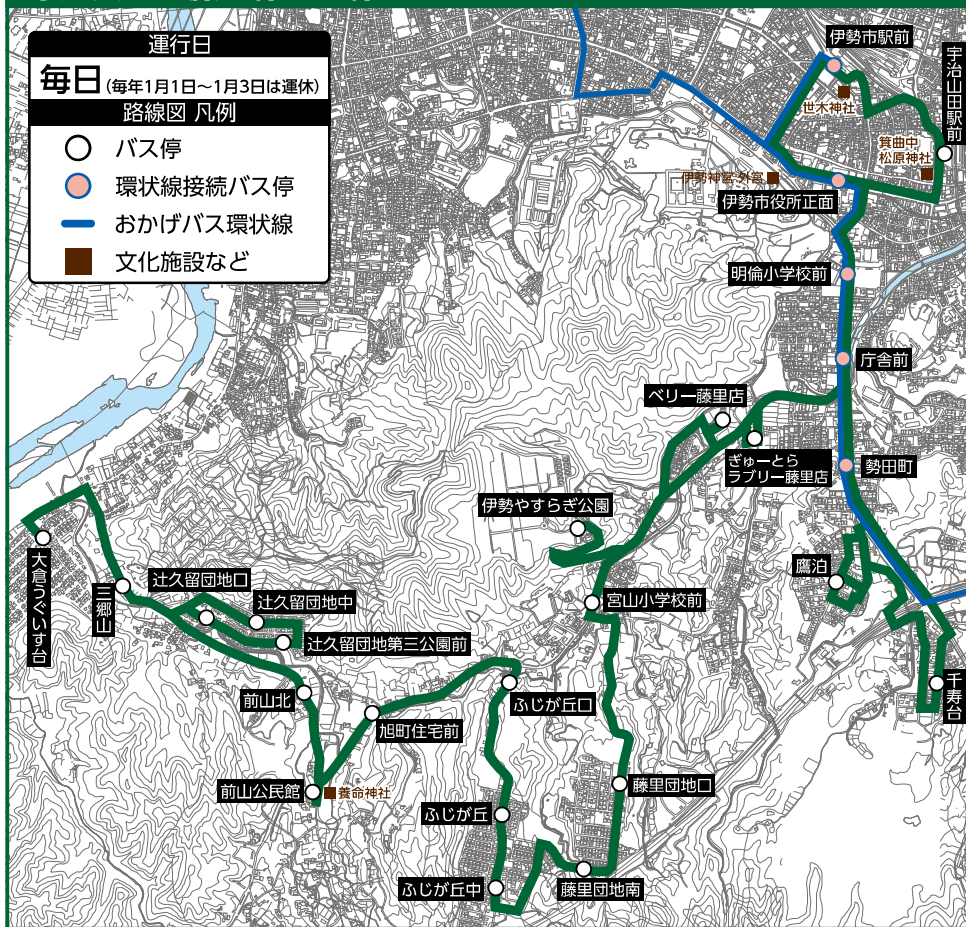 運行日
毎日(毎年1月1日〜1月3日は運休)
路線図 凡例
バス停
環状線接続バス停
おかげバス環状線
文化施設など
伊勢市駅前
宇治山田駅前
世木神社
箕曲中
松原神社
伊勢神宮 外宮
伊勢市役所正面
明倫小学校前
庁舎前
ベリー藤里店
ぎゅーとら
ラブリー藤里店
勢田町
伊勢やすらぎ公園
鷹泊
大倉うぐいす台
三郷山
辻久留団地口
辻久留団地中
辻久留団地第三公園前
宮山小学校前
千寿台
前山北
旭町住宅前
ふじが丘口
前山公民館
養命神社
藤里団地口
ふじが丘
ふじが丘中
藤里団地南